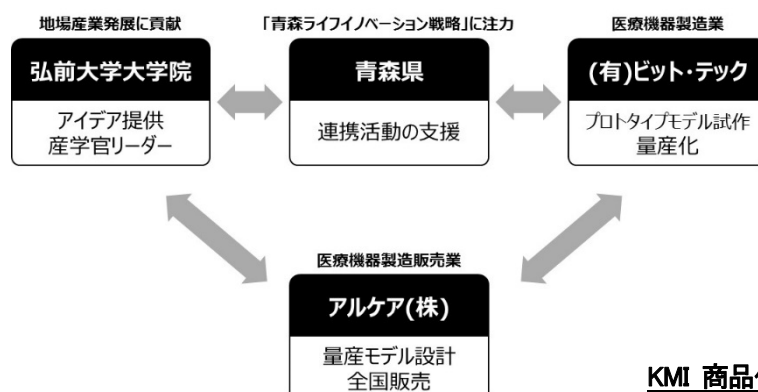 地場産業発展に貢献
弘前大学大学院
アイデア提供
産学官リーダー
「青森ライフイノベーション戦略」に注力
青森県
連携活動の支援
医療機器製造業
(有)ビット・テック
プロトタイプモデル試作
量産化
医療機器製造販売業
アルケア(株)
量産モデル設計
全国販売
KMI 商品